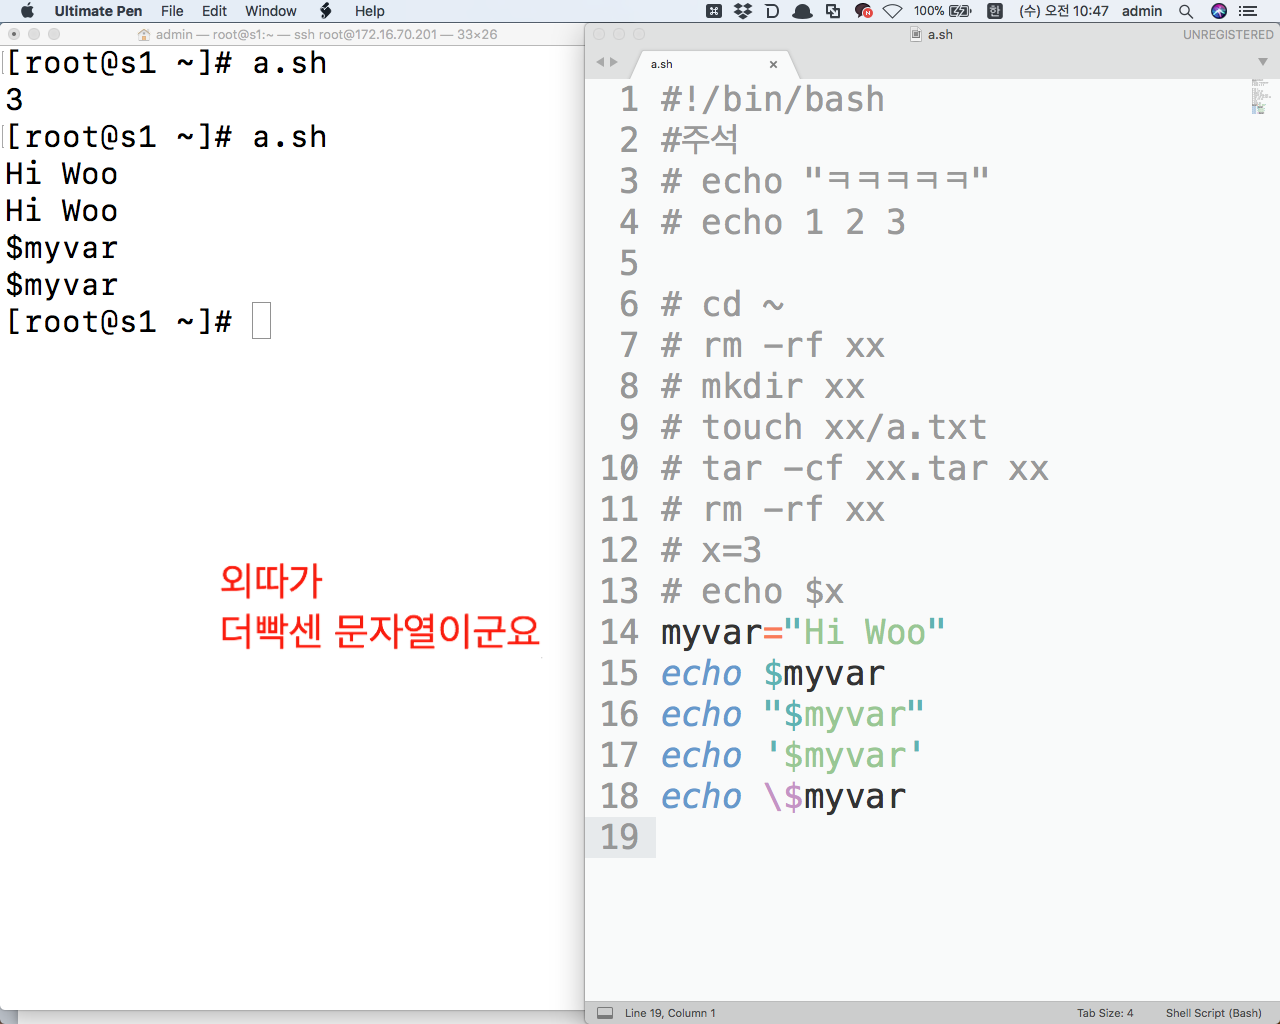 Ultimate Pen File Edit Window Help 100% 한 (수) 오전 10:47 admin
admin — root@s1:~ — ssh root@172.16.70.201 — 33×26
[root@s1 ~]# a.sh
3
[root@s1 ~]# a.sh
Hi Woo
Hi Woo
$myvar
$myvar
[root@s1 ~]#
외따가
더빡센 문자열이군요
a.sh UNREGISTERED
a.sh ×
1 #!/bin/bash
2 #주석
3 # echo "ㅋㅋㅋㅋㅋ"
4 # echo 1 2 3
5
6 # cd ~
7 # rm -rf xx
8 # mkdir xx
9 # touch xx/a.txt
10 # tar -cf xx.tar xx
11 # rm -rf xx
12 # x=3
13 # echo $x
14 myvar="Hi Woo"
15 echo $myvar
16 echo "$myvar"
17 echo '$myvar'
18 echo \$myvar
19
Line 19, Column 1 Tab Size: 4 Shell Script (Bash)